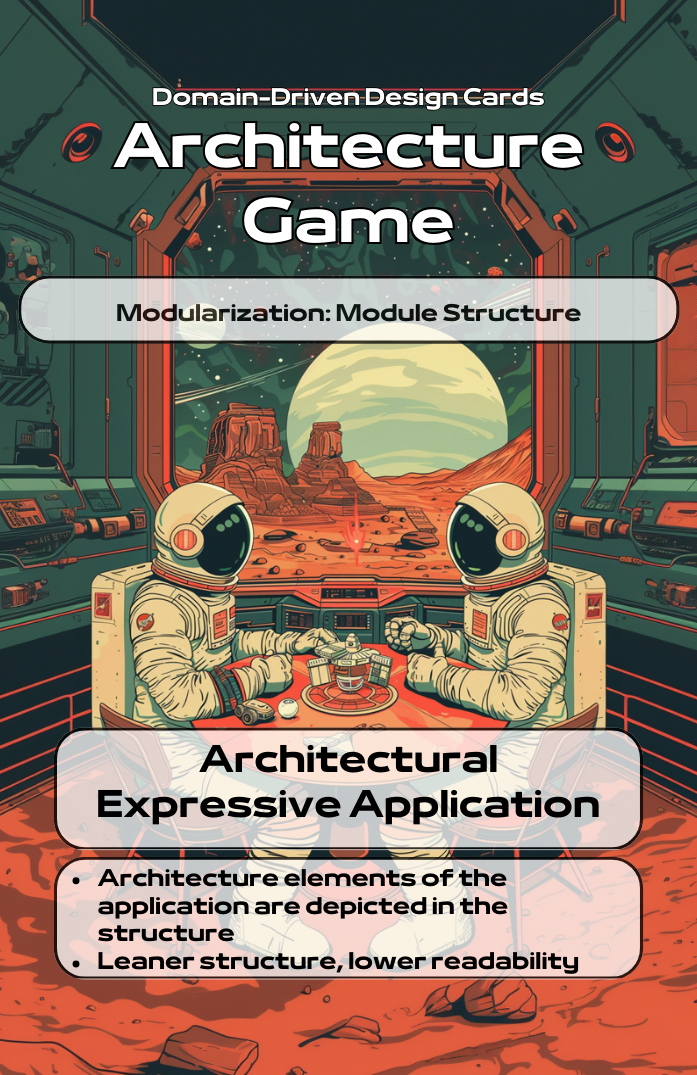 Domain-Driven Design Cards
Architecture
Game
Modularization: Module Structure
Architectural
Expressive Application
• Architecture elements of the
application are depicted in the
structure
• Leaner structure, lower readability